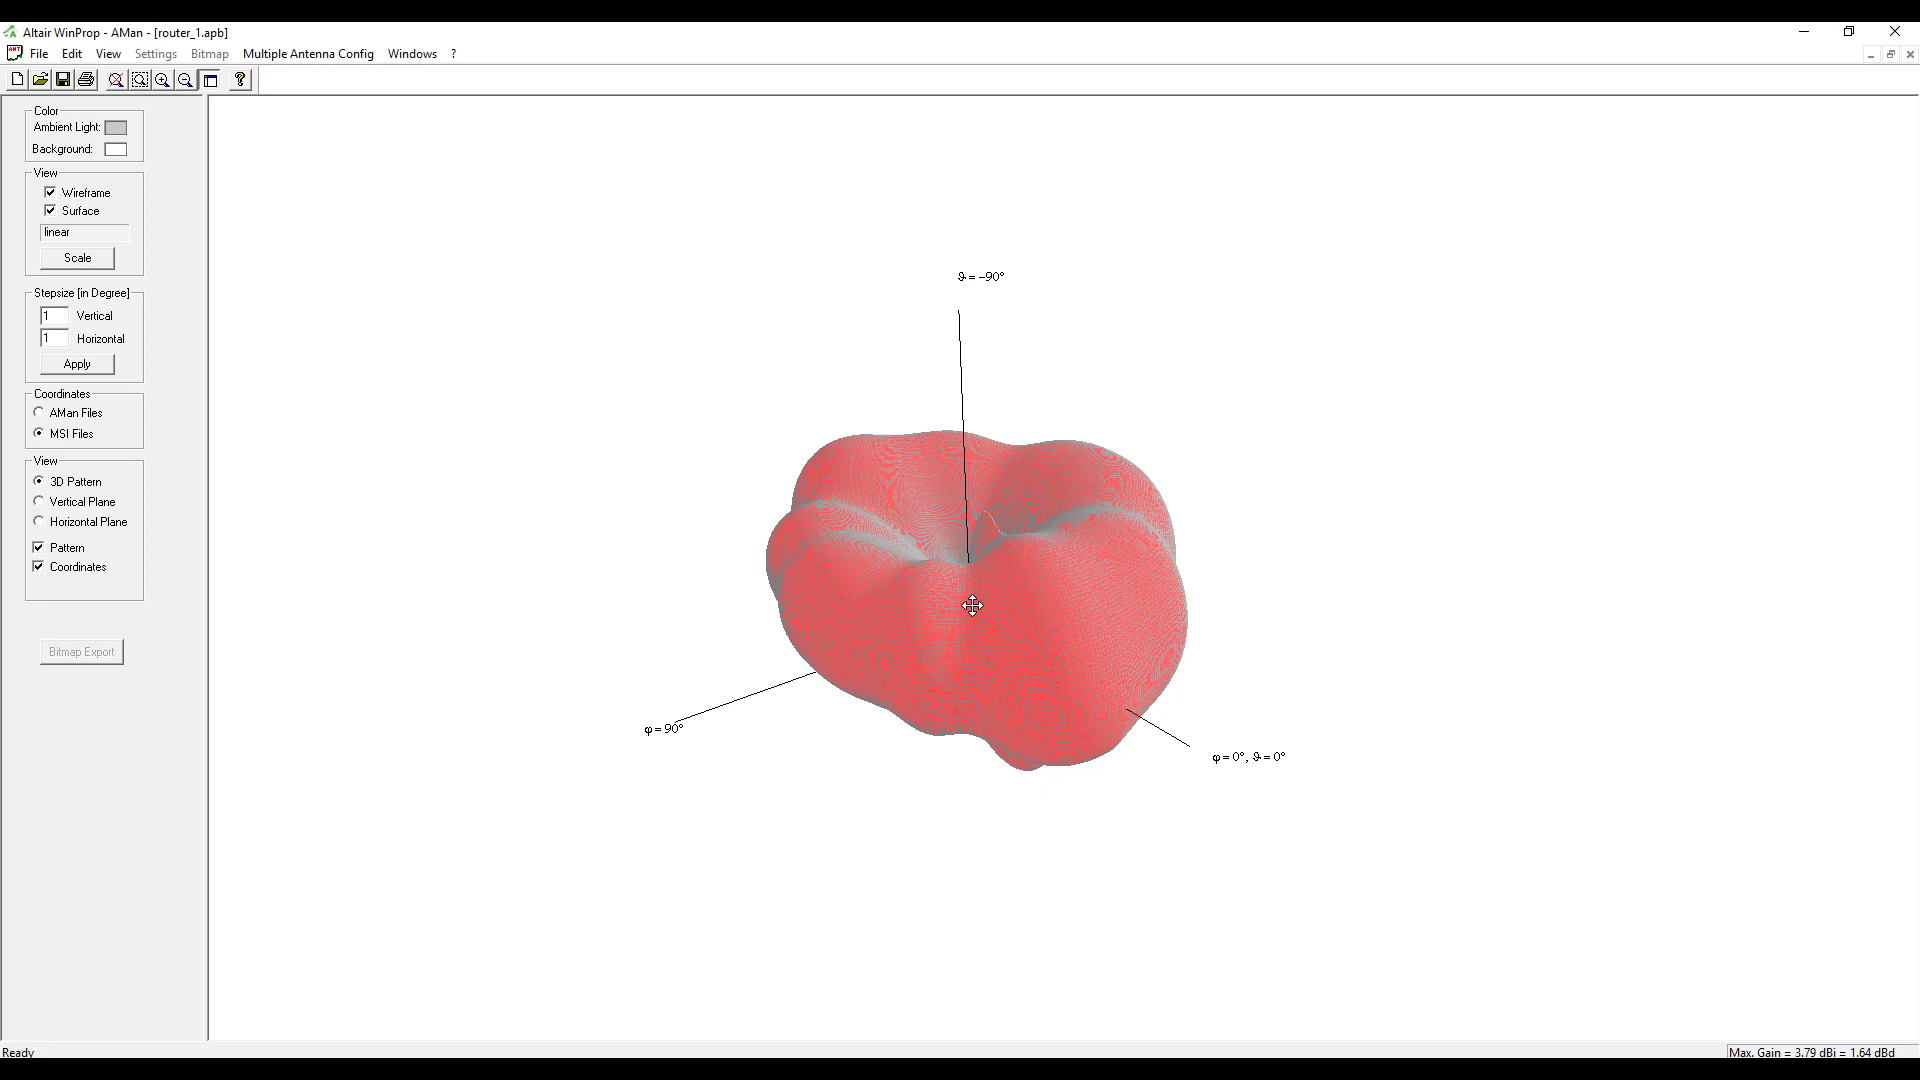 Altair WinProp - AMan - [router_1.apb]
File Edit View Settings Bitmap Multiple Antenna Config Windows ?
Color
Ambient Light:
Background:
View
Wireframe
Surface
linear
Scale
Stepsize [in Degree]
1 Vertical
1 Horizontal
Apply
Coordinates
AMan Files
MSI Files
View
3D Pattern
Vertical Plane
Horizontal Plane
Pattern
Coordinates
Bitmap Export
ϑ = −90°
φ = 90°
φ = 0°, ϑ = 0°
Ready
Max. Gain = 3.79 dBi = 1.64 dBd